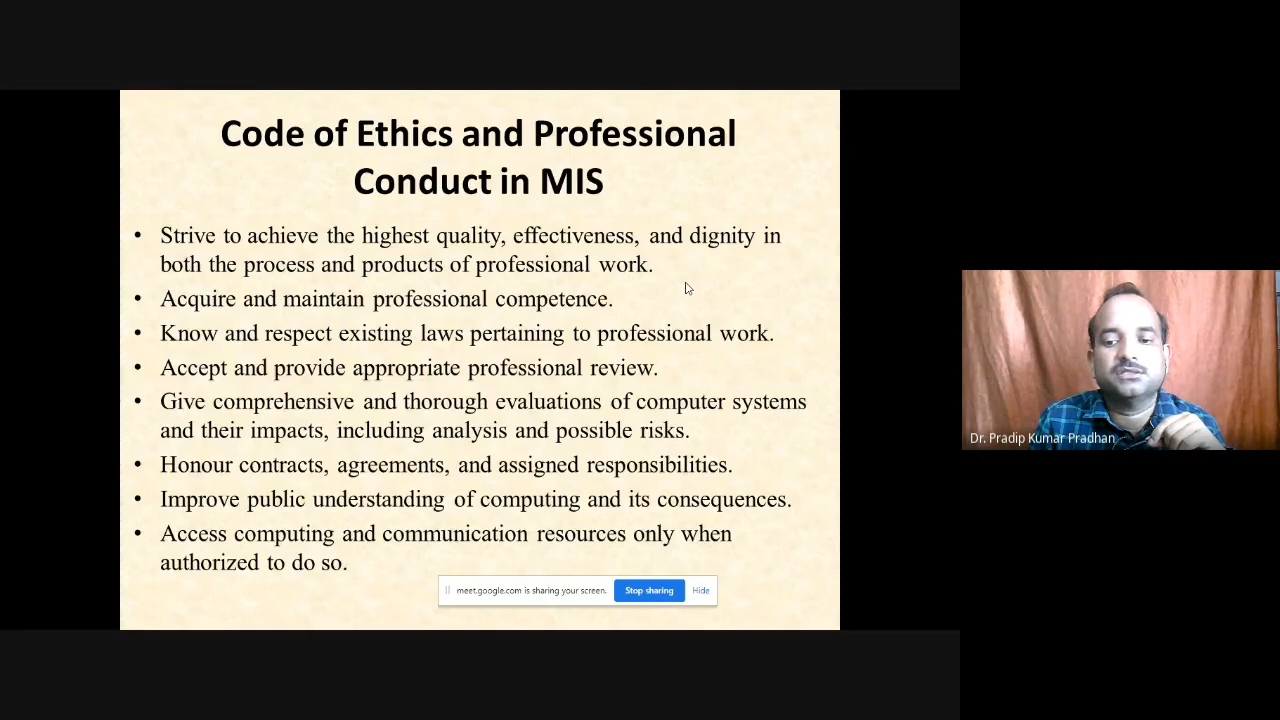 Code of Ethics and Professional
Conduct in MIS
• Strive to achieve the highest quality, effectiveness, and dignity in
both the process and products of professional work.
• Acquire and maintain professional competence.
• Know and respect existing laws pertaining to professional work.
• Accept and provide appropriate professional review.
• Give comprehensive and thorough evaluations of computer systems
and their impacts, including analysis and possible risks.
• Honour contracts, agreements, and assigned responsibilities.
• Improve public understanding of computing and its consequences.
• Access computing and communication resources only when
authorized to do so.
meet.google.com is sharing your screen. Stop sharing Hide
Dr. Pradip Kumar Pradhan